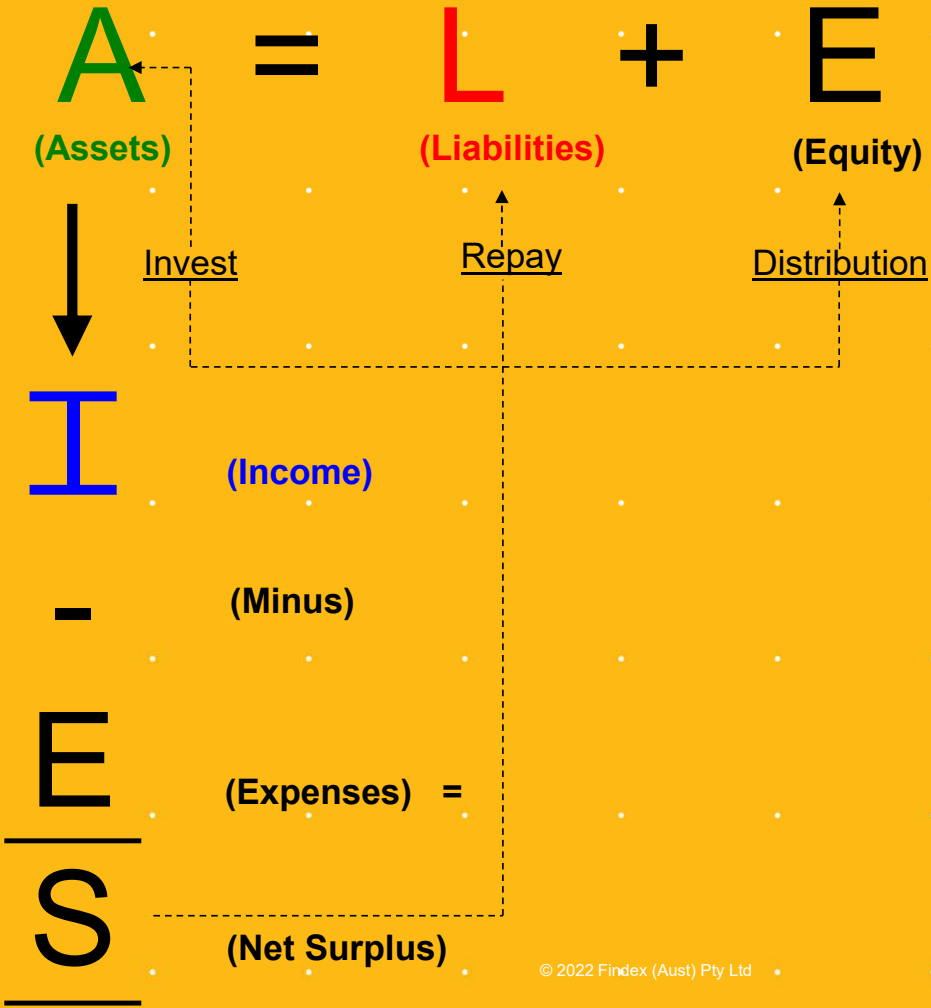 A = L + E
(Assets) (Liabilities) (Equity)
Invest Repay Distribution
I (Income)
- (Minus)
E (Expenses) =
S (Net Surplus)
© 2022 Findex (Aust) Pty Ltd